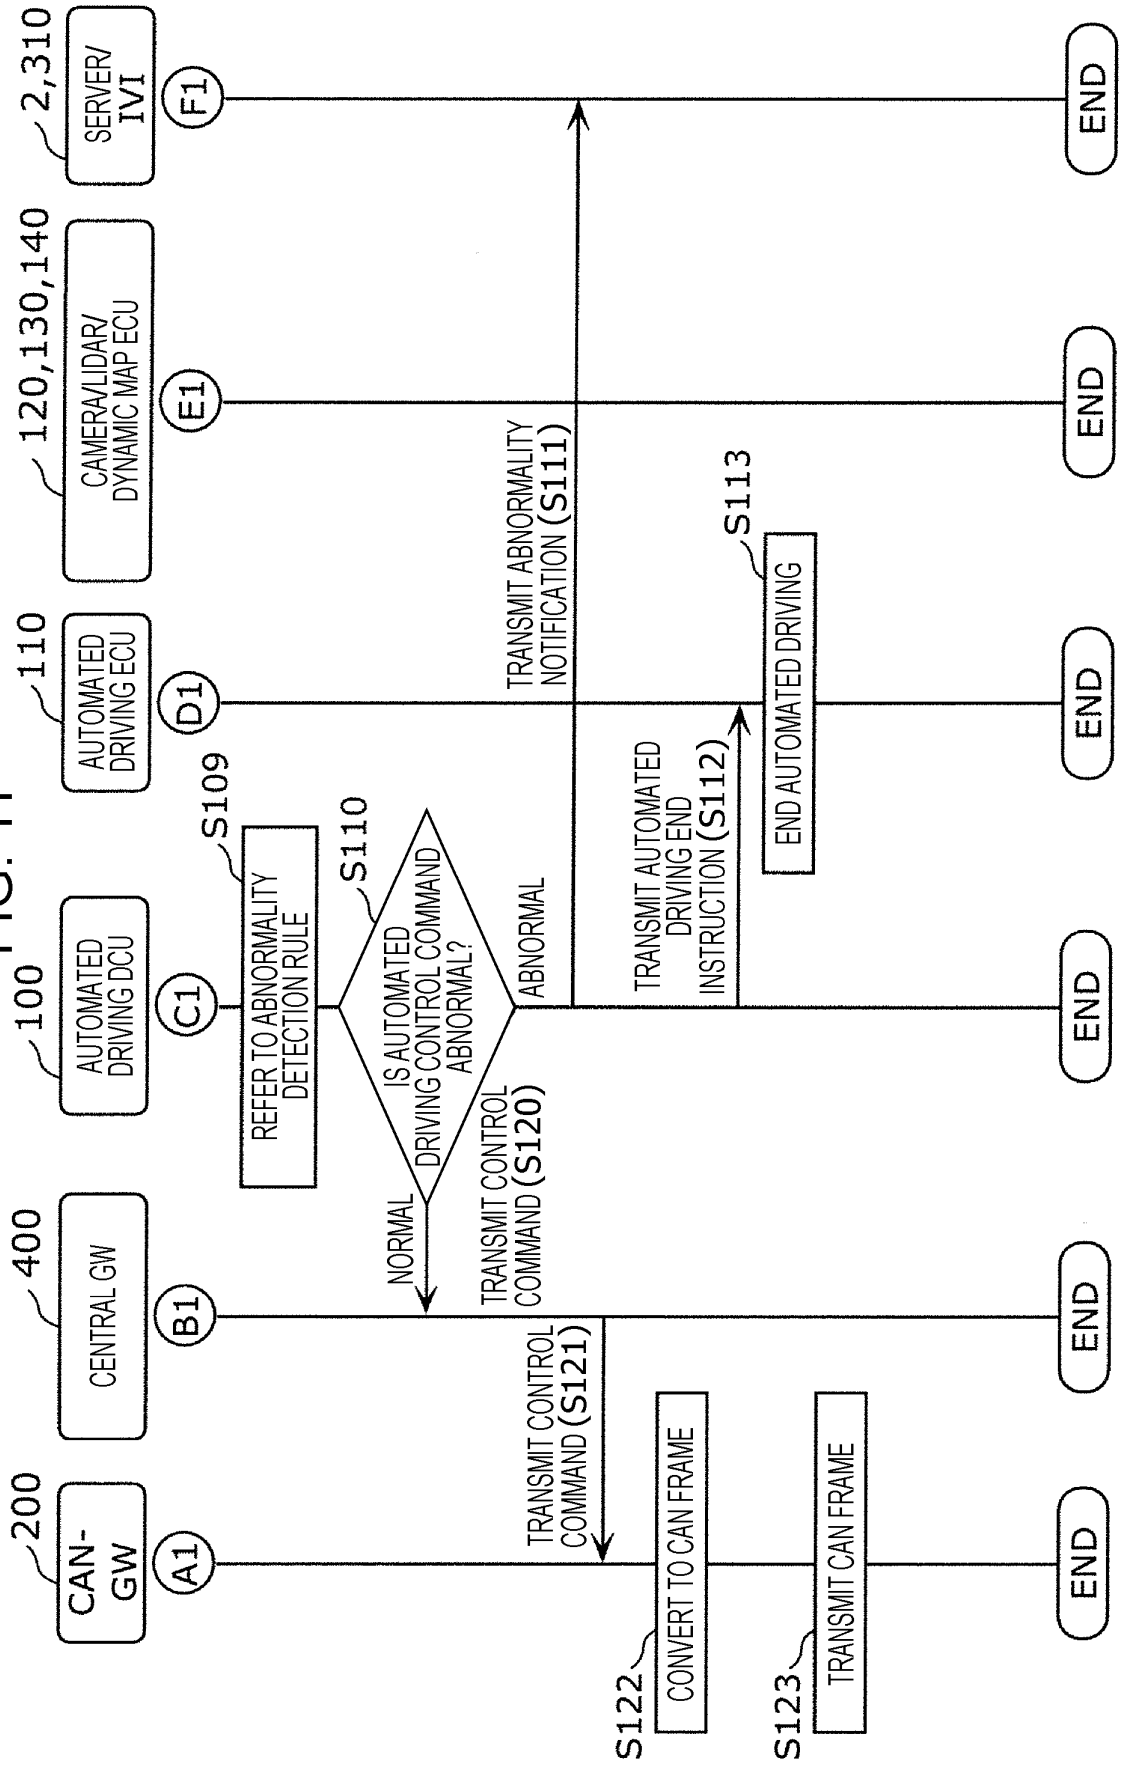 FIG. 11
200
CAN-
GW
A1
400
CENTRAL GW
B1
100
AUTOMATED
DRIVING DCU
C1
110
AUTOMATED
DRIVING ECU
D1
120,130,140
CAMERA/LIDAR/
DYNAMIC MAP ECU
E1
2,310
SERVER/
IVI
F1
S109
REFER TO ABNORMALITY
DETECTION RULE
S110
IS AUTOMATED
DRIVING CONTROL COMMAND
ABNORMAL?
NORMAL
TRANSMIT CONTROL
COMMAND (S120)
ABNORMAL
TRANSMIT ABNORMALITY
NOTIFICATION (S111)
TRANSMIT CONTROL
COMMAND (S121)
TRANSMIT AUTOMATED
DRIVING END
INSTRUCTION (S112)
S122
CONVERT TO CAN FRAME
S113
END AUTOMATED DRIVING
S123
TRANSMIT CAN FRAME
END
END
END
END
END
END